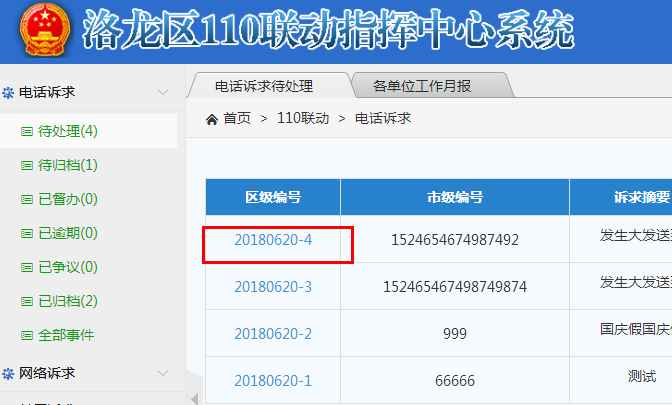 洛龙区110联动指挥中心系统
电话诉求
待处理(4)
待归档(1)
已督办(0)
已逾期(0)
已争议(0)
已归档(2)
全部事件
网络诉求
电话诉求待处理
各单位工作月报
首页 > 110联动 > 电话诉求
区级编号 市级编号 诉求摘要
20180620-4 1524654674987492 发生大发送
20180620-3 152465467498749874 发生大发送
20180620-2 999 国庆假国庆
20180620-1 66666 测试